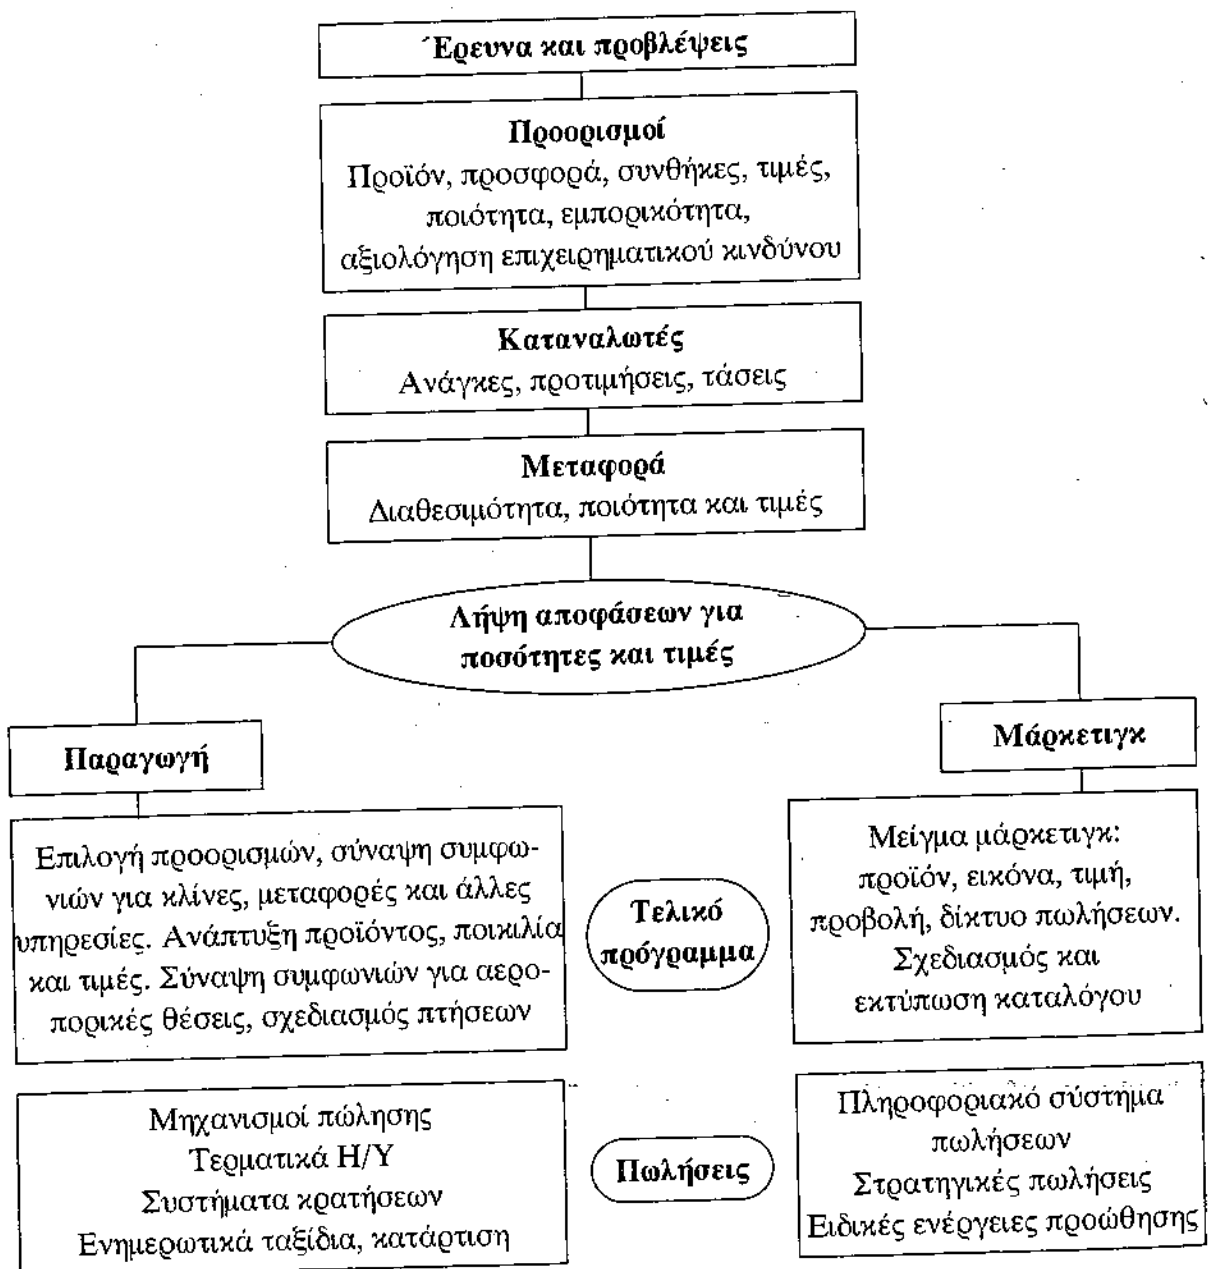 Έρευνα και προβλέψεις
Προορισμοί
Προϊόν, προσφορά, συνθήκες, τιμές,
ποιότητα, εμπορικότητα,
αξιολόγηση επιχειρηματικού κινδύνου
Καταναλωτές
Ανάγκες, προτιμήσεις, τάσεις
Μεταφορά
Διαθεσιμότητα, ποιότητα και τιμές
Λήψη αποφάσεων για
ποσότητες και τιμές
Παραγωγή
Μάρκετιγκ
Επιλογή προορισμών, σύναψη συμφω-
νιών για κλίνες, μεταφορές και άλλες
υπηρεσίες. Ανάπτυξη προϊόντος, ποικιλία
και τιμές. Σύναψη συμφωνιών για αερο-
πορικές θέσεις, σχεδιασμός πτήσεων
Τελικό
πρόγραμμα
Μείγμα μάρκετιγκ:
προϊόν, εικόνα, τιμή,
προβολή, δίκτυο πωλήσεων.
Σχεδιασμός και
εκτύπωση καταλόγου
Μηχανισμοί πώλησης
Τερματικά Η/Υ
Συστήματα κρατήσεων
Ενημερωτικά ταξίδια, κατάρτιση
Πωλήσεις
Πληροφοριακό σύστημα
πωλήσεων
Στρατηγικές πωλήσεις
Ειδικές ενέργειες προώθησης